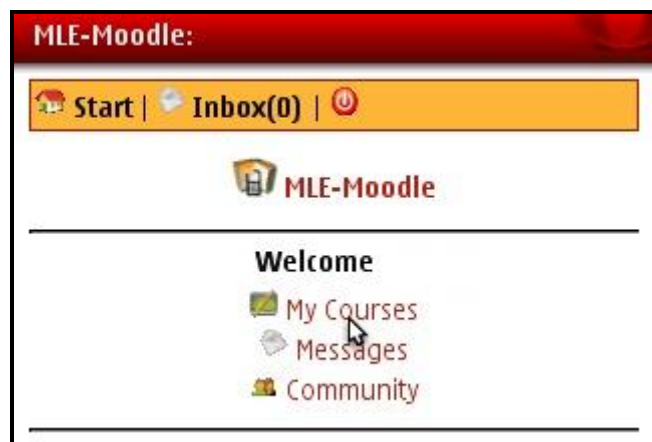 MLE-Moodle:
Start | Inbox(0) |
MLE-Moodle
Welcome
My Courses
Messages
Community